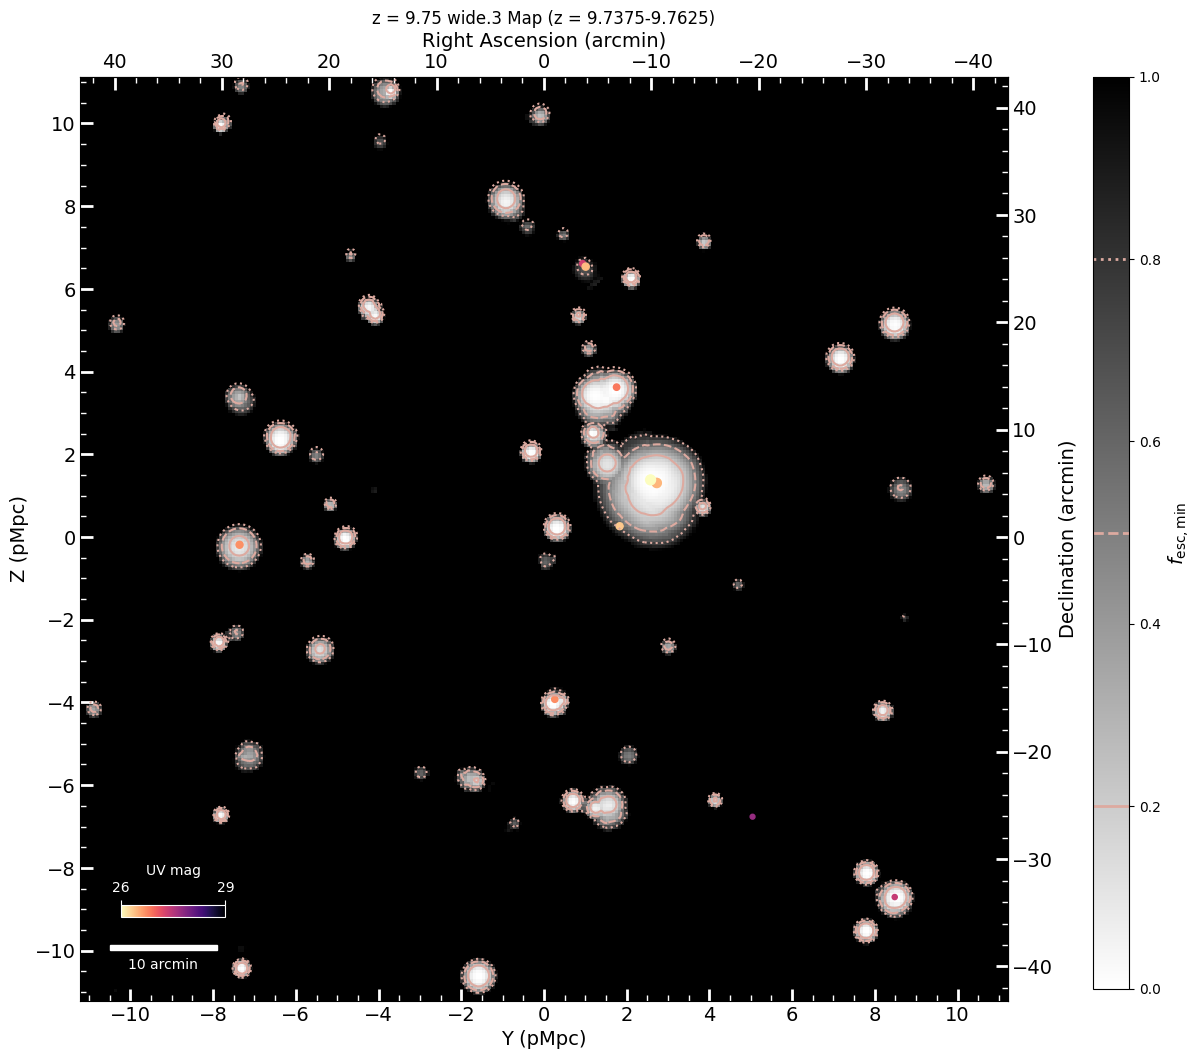 z = 9.75 wide.3 Map (z = 9.7375-9.7625)
Right Ascension (arcmin)
40 30 20 10 0 −10 −20 −30 −40
10
8
6
4
2
0
−2
−4
−6
−8
−10
Z (pMpc)
UV mag
26 29
10 arcmin
−10 −8 −6 −4 −2 0 2 4 6 8 10
Y (pMpc)
40
30
20
10
0
−10
−20
−30
−40
Declination (arcmin)
1.0
0.8
0.6
0.4
0.2
0.0
fesc,min